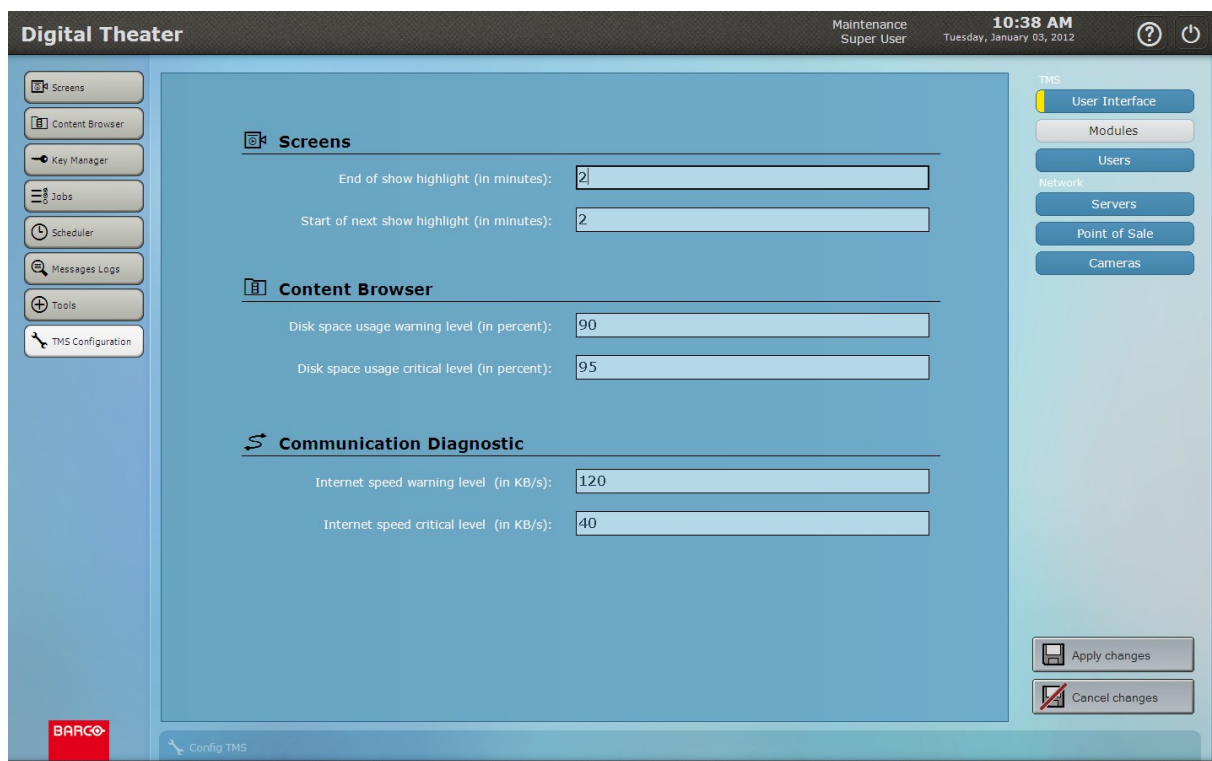 Digital Theater
Maintenance
Super User
10:38 AM
Tuesday, January 03, 2012
Screens
Content Browser
Key Manager
Jobs
Scheduler
Messages Logs
Tools
TMS Configuration
Screens
End of show highlight (in minutes): 2
Start of next show highlight (in minutes): 2
Content Browser
Disk space usage warning level (in percent): 90
Disk space usage critical level (in percent): 95
Communication Diagnostic
Internet speed warning level (in KB/s): 120
Internet speed critical level (in KB/s): 40
TMS
User Interface
Modules
Users
Network
Servers
Point of Sale
Cameras
Apply changes
Cancel changes
BARCO
Config TMS